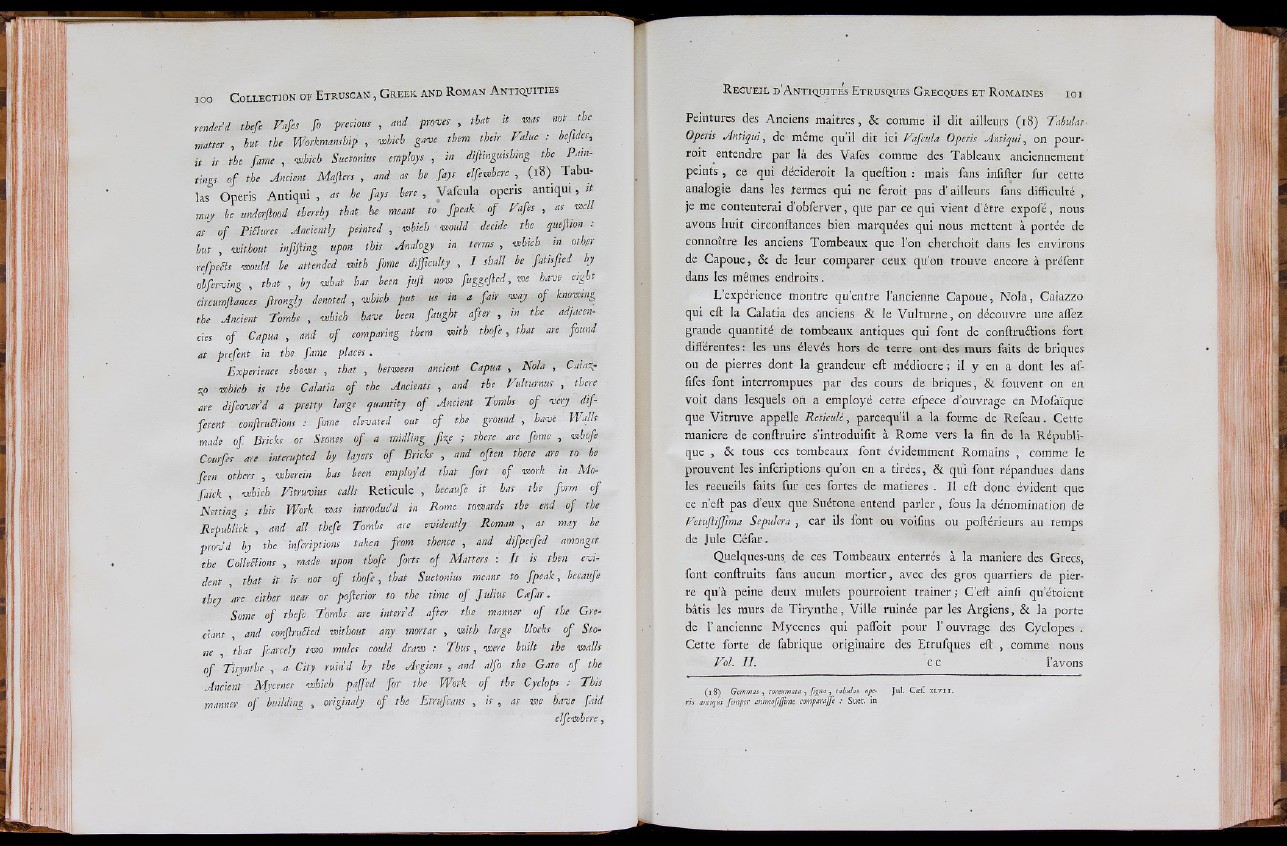 100 COLLECTION OF ETRUSCAN, GREEK AND ROMAN ANTIQUITIES
render'd theſe Vaſes ſo precious , and proves , that it was not the
matter , but the Workmanship , which gave them their Value : beſides,
it is the ſame , which Suetonius employs , in diſtinguishing the Pain-
tings of the Ancient Maſters , and as he ſays elſewhere , (18) Tabu-
las Operis Antiqui , as he ſays here , Vaſcula operis antiqui , it
may be underſtood thereby that he meant to ſpeak of Vaſes , as well
as of Pictures Anciently peinted , which would decide the queſtion :
but , without inſiſting upon this Analogy in terms , which in other
reſpects would be attended with ſome difficulty , I shall be ſatisfied by
obſerving , that , by what has been juſt now ſuggeſted , we have eight
circumſtances ſtrongly denoted , which put us in a fair way of knowing
the Ancient Tombs , which have been ſaught after , in the adjacen-
cies of Capua , and of comparing them with thoſe , that are found
at preſent in the ſame places .
Experience shows , that , between ancient Capua , Nola , Caiaz-
zo which is the Calatia of the Ancients , and the Vulturnus , there
are diſcover'd a pretty large quantity of Ancient Tombs of very dif-
ferent conſtructions : ſome elevated out of the ground , have Walls
made of Bricks or Stones of a midling ſize ; there are ſome , whoſe
Courſes are interupted by layers of Bricks , and often there are to be
ſeen others , wherein has been employ'd that ſort of work in Mo-
ſaick , which Vitruvius calls Reticule , becauſe it has the form of
Netting ; this Work was introduc'd in Rome towards the end of the
Republick , and all theſe Tombs are evidently Roman , as may be
prov'd by the inſcriptions taken from thence , and diſperſed amongst
the Collections , made upon thoſe ſorts of Matters : It is then evi-
dent , that it is not of thoſe , that Suetonius means to ſpeak , becauſe
they are either near or poſterior to the time of Julius Cæſar .
Some of theſe Tombs are interr'd after the manner of the Gre-
cians , and conſtructed without any mortar , with large blocks of Sto-
ne , that ſcarcely two mules could draw : Thus , were built the walls
of Tirynthe , a City ruin'd by the Argiens , and alſo the Gate of the
Ancient Mycenes which paſſed for the Work of the Cyclops : This
manner of building , originaly of the Etruſcans , is , as we have ſaid
elſewhere ,
RECUEIL D'ANTIQUITÉS ETRUSQUES GRECQUES ET ROMAINES 101
Peintures des Anciens maitres , & comme il dit ailleurs (18) Tabulas
Operis Antiqui , de même qu'il dit ici Vaſcula Operis Antiqui , on pour-
roit entendre par là des Vaſes comme des Tableaux anciennement
peints , ce qui décideroit la queſtion : mais ſans inſiſter ſur cette
analogie dans les termes qui ne ſeroit pas d'ailleurs ſans difficulté ,
je me contenterai d'obſerver , que par ce qui vient d'être expoſé , nous
avons huit circonſtances bien marquées qui nous mettent à portée de
connoître les anciens Tombeaux que l'on cherchoit dans les environs
de Capoue , & de leur comparer ceux qu'on trouve encore à préſent
dans les mêmes endroits .
L'expérience montre qu'entre l'ancienne Capoue , Nola , Caiazzo
qui eſt la Calatia des anciens & le Vulturne , on découvre une aſſez
grande quantité de tombeaux antiques qui ſont de conſtructions fort
différentes : les uns élevés hors de terre ont des murs faits de briques
ou de pierres dont la grandeur eſt médiocre ; il y en a dont les aſ-
ſiſes ſont interrompues par des cours de briques , & ſouvent on en
voit dans lesquels on a employé cette eſpece d'ouvrage en Moſaïque
que Vitruve appelle Reticulé , parcequ'il a la forme de Reſeau . Cette
maniere de conſtruire s'introduiſit à Rome vers la fin de la Républi-
que , & tous ces tombeaux ſont évidemment Romains , comme le
prouvent les inſcriptions qu'on en a tirées , & qui ſont répandues dans
les recueils faits ſur ces ſortes de matieres . Il eſt donc évident que
ce n'eſt pas d'eux que Suétone entend parler , ſous la dénomination de
Vetuſtiſſima Sepulcra , car ils ſont ou voiſins ou poſtérieurs au temps
de Jule Céſar .
Quelques-uns de ces Tombeaux enterrés à la maniere des Grecs,
ſont conſtruits ſans aucun mortier , avec des gros quartiers de pier-
re qu'à peine deux mulets pourroient trainer ; C'eſt ainſi qu'étoient
bâtis les murs de Tirynthe , Ville ruinée par les Argiens , & la porte
de l'ancienne Mycenes qui paſſoit pour l'ouvrage des Cyclopes .
Cette ſorte de fabrique originaire des Etruſques eſt , comme nous
Vol. II. c c l'avons
(18) Gemmas , toreumata , ſigna , tabulas ope- Jul. Cæſ. XLVII.
ris antiqui ſemper animoſiſſime comparaſſe : Suet. in